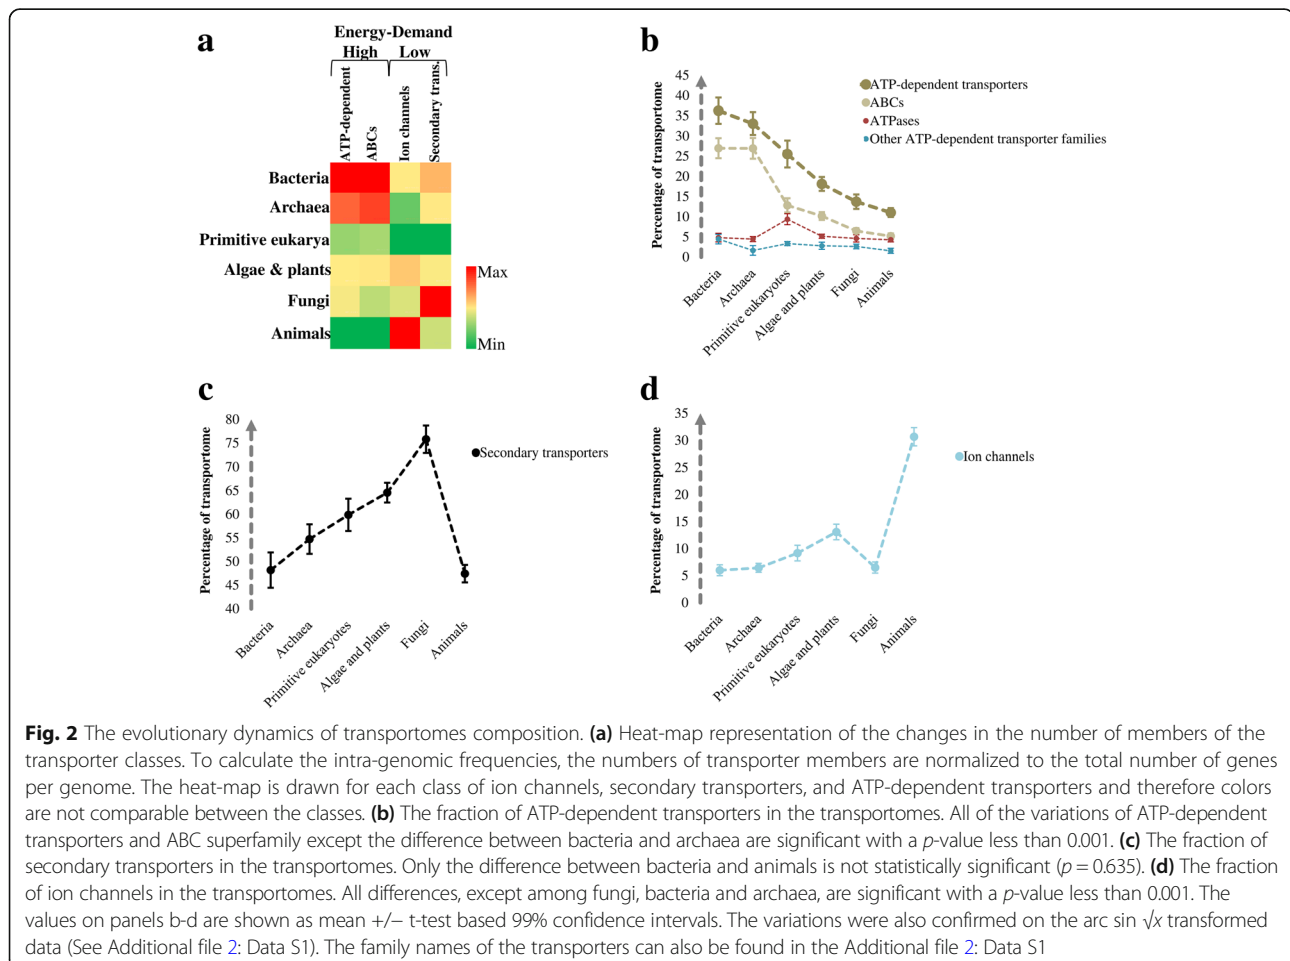 a
Energy-Demand
High Low
ATP-dependent
ABCs
Ion channels
Secondary trans.
Bacteria
Archaea
Primitive eukarya
Algae & plants
Fungi
Animals
Max
Min
b
Percentage of transportome
45
40
35
30
25
20
15
10
5
0
Bacteria
Archaea
Primitive eukaryotes
Algae and plants
Fungi
Animals
ATP-dependent transporters
ABCs
ATPases
Other ATP-dependent transporter families
c
Percentage of transportome
80
75
70
65
60
55
50
45
40
Bacteria
Archaea
Primitive eukaryotes
Algae and plants
Fungi
Animals
Secondary transporters
d
Percentage of transportome
35
30
25
20
15
10
5
0
Bacteria
Archaea
Primitive eukaryotes
Algae and plants
Fungi
Animals
Ion channels
Fig. 2 The evolutionary dynamics of transportomes composition. (a) Heat-map representation of the changes in the number of members of the
transporter classes. To calculate the intra-genomic frequencies, the numbers of transporter members are normalized to the total number of genes
per genome. The heat-map is drawn for each class of ion channels, secondary transporters, and ATP-dependent transporters and therefore colors
are not comparable between the classes. (b) The fraction of ATP-dependent transporters in the transportomes. All of the variations of ATP-dependent
transporters and ABC superfamily except the difference between bacteria and archaea are significant with a p-value less than 0.001. (c) The fraction of
secondary transporters in the transportomes. Only the difference between bacteria and animals is not statistically significant (p = 0.635). (d) The fraction
of ion channels in the transportomes. All differences, except among fungi, bacteria and archaea, are significant with a p-value less than 0.001. The
values on panels b-d are shown as mean +/− t-test based 99% confidence intervals. The variations were also confirmed on the arc sin √x transformed
data (See Additional file 2: Data S1). The family names of the transporters can also be found in the Additional file 2: Data S1